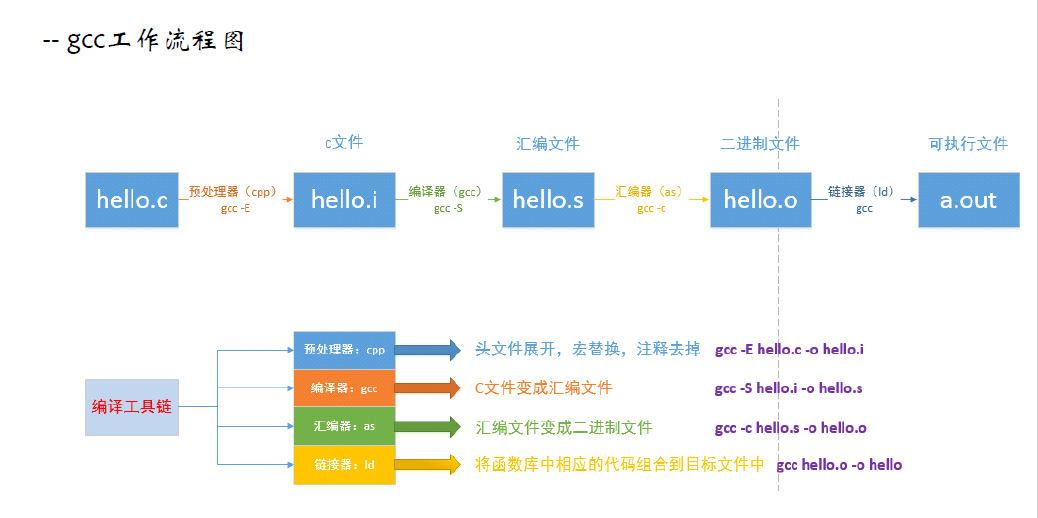 -- gcc工作流程图
c文件
汇编文件
二进制文件
可执行文件
hello.c
预处理器（cpp）
gcc -E
hello.i
编译器（gcc）
gcc -S
hello.s
汇编器（as）
gcc -c
hello.o
链接器（ld）
gcc
a.out
编译工具链
预处理器：cpp
头文件展开，宏替换，注释去掉
gcc -E hello.c -o hello.i
编译器：gcc
C文件变成汇编文件
gcc -S hello.i -o hello.s
汇编器：as
汇编文件变成二进制文件
gcc -c hello.s -o hello.o
链接器：ld
将函数库中相应的代码组合到目标文件中
gcc hello.o -o hello